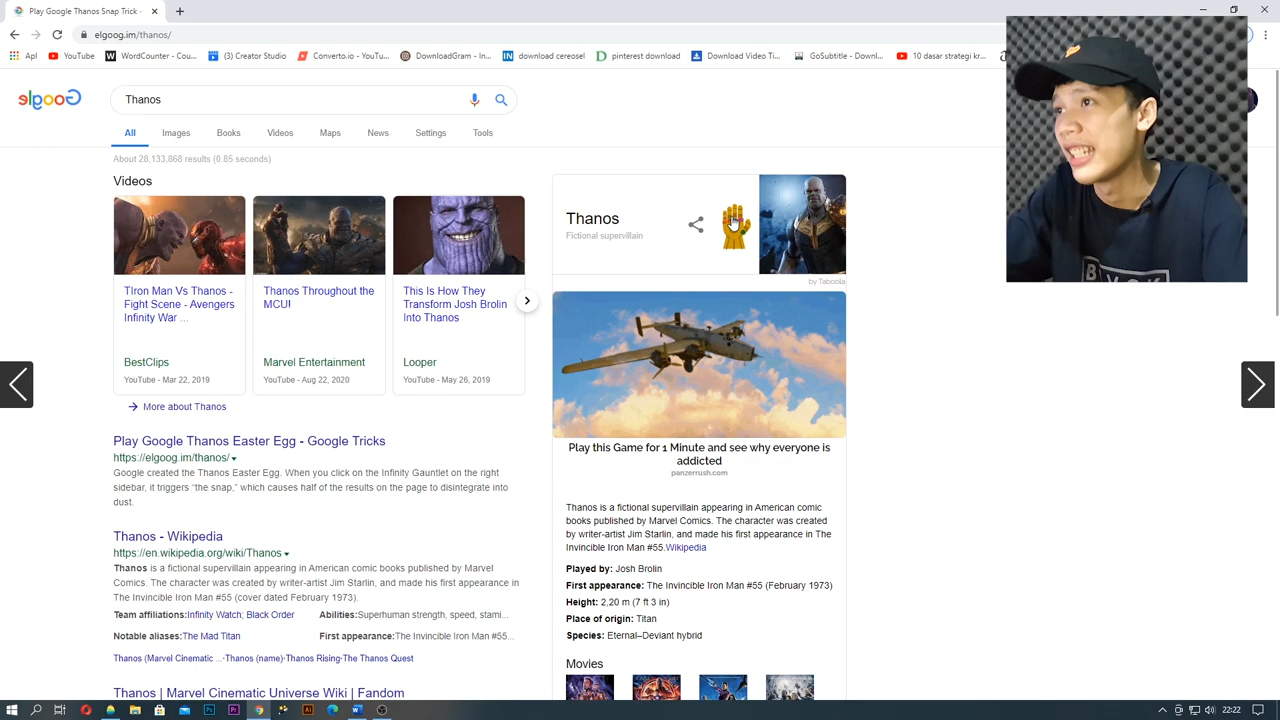 Play Google Thanos Snap Trick -
elgoog.im/thanos/
Apl
YouTube
WordCounter - Cou...
(3) Creator Studio
Converto.io - YouTu...
DownloadGram - In...
download cereosel
pinterest download
Download Video Ti...
GoSubtitle - Downl...
10 dasar strategi kr...
elgooG
Thanos
All
Images
Books
Videos
Maps
News
Settings
Tools
About 28,133,868 results (0.85 seconds)
Videos
TIron Man Vs Thanos -
Fight Scene - Avengers
Infinity War ...
BestClips
YouTube - Mar 22, 2019
Thanos Throughout the
MCU!
Marvel Entertainment
YouTube - Aug 22, 2020
This Is How They
Transform Josh Brolin
Into Thanos
Looper
YouTube - May 26, 2019
More about Thanos
Play Google Thanos Easter Egg - Google Tricks
https://elgoog.im/thanos/
Google created the Thanos Easter Egg. When you click on the Infinity Gauntlet on the right
sidebar, it triggers "the snap," which causes half of the results on the page to disintegrate into
dust.
Thanos - Wikipedia
https://en.wikipedia.org/wiki/Thanos
Thanos is a fictional supervillain appearing in American comic books published by Marvel
Comics. The character was created by writer-artist Jim Starlin, and made his first appearance in
The Invincible Iron Man #55 (cover dated February 1973).
Team affiliations:Infinity Watch; Black Order
Abilities:Superhuman strength, speed, stami...
Notable aliases:The Mad Titan
First appearance:The Invincible Iron Man #55...
Thanos (Marvel Cinematic ...·Thanos (name)·Thanos Rising·The Thanos Quest
Thanos | Marvel Cinematic Universe Wiki | Fandom
Thanos
Fictional supervillain
by Taboola
Play this Game for 1 Minute and see why everyone is
addicted
panzerrush.com
Thanos is a fictional supervillain appearing in American comic
books published by Marvel Comics. The character was created
by writer-artist Jim Starlin, and made his first appearance in The
Invincible Iron Man #55.Wikipedia
Played by: Josh Brolin
First appearance: The Invincible Iron Man #55 (February 1973)
Height: 2,20 m (7 ft 3 in)
Place of origin: Titan
Species: Eternal–Deviant hybrid
Movies
22:22